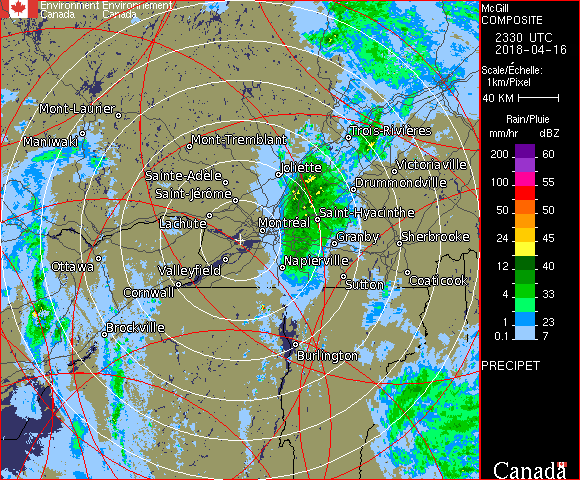 Environment Environnement
Canada Canada
McGill
COMPOSITE
2330 UTC
2018-04-16
Scale/Échelle:
1km/Pixel
40 KM
Rain/Pluie
mm/hr dBZ
200 60
150 57
100 55
50 50
24 45
12 40
4 33
23
0.1 7
PRECIPET
Canada
Mont-Laurier
Maniwaki
Mont-Tremblant
Trois-Rivières
Joliette
Victoriaville
Sainte-Adèle
Drummondville
Saint-Jérôme
Saint-Hyacinthe
Lachute
Montréal
Granby
Sherbrooke
Ottawa
Valleyfield
Napierville
Cornwall
Sutton
Coaticook
Brockville
Burlington